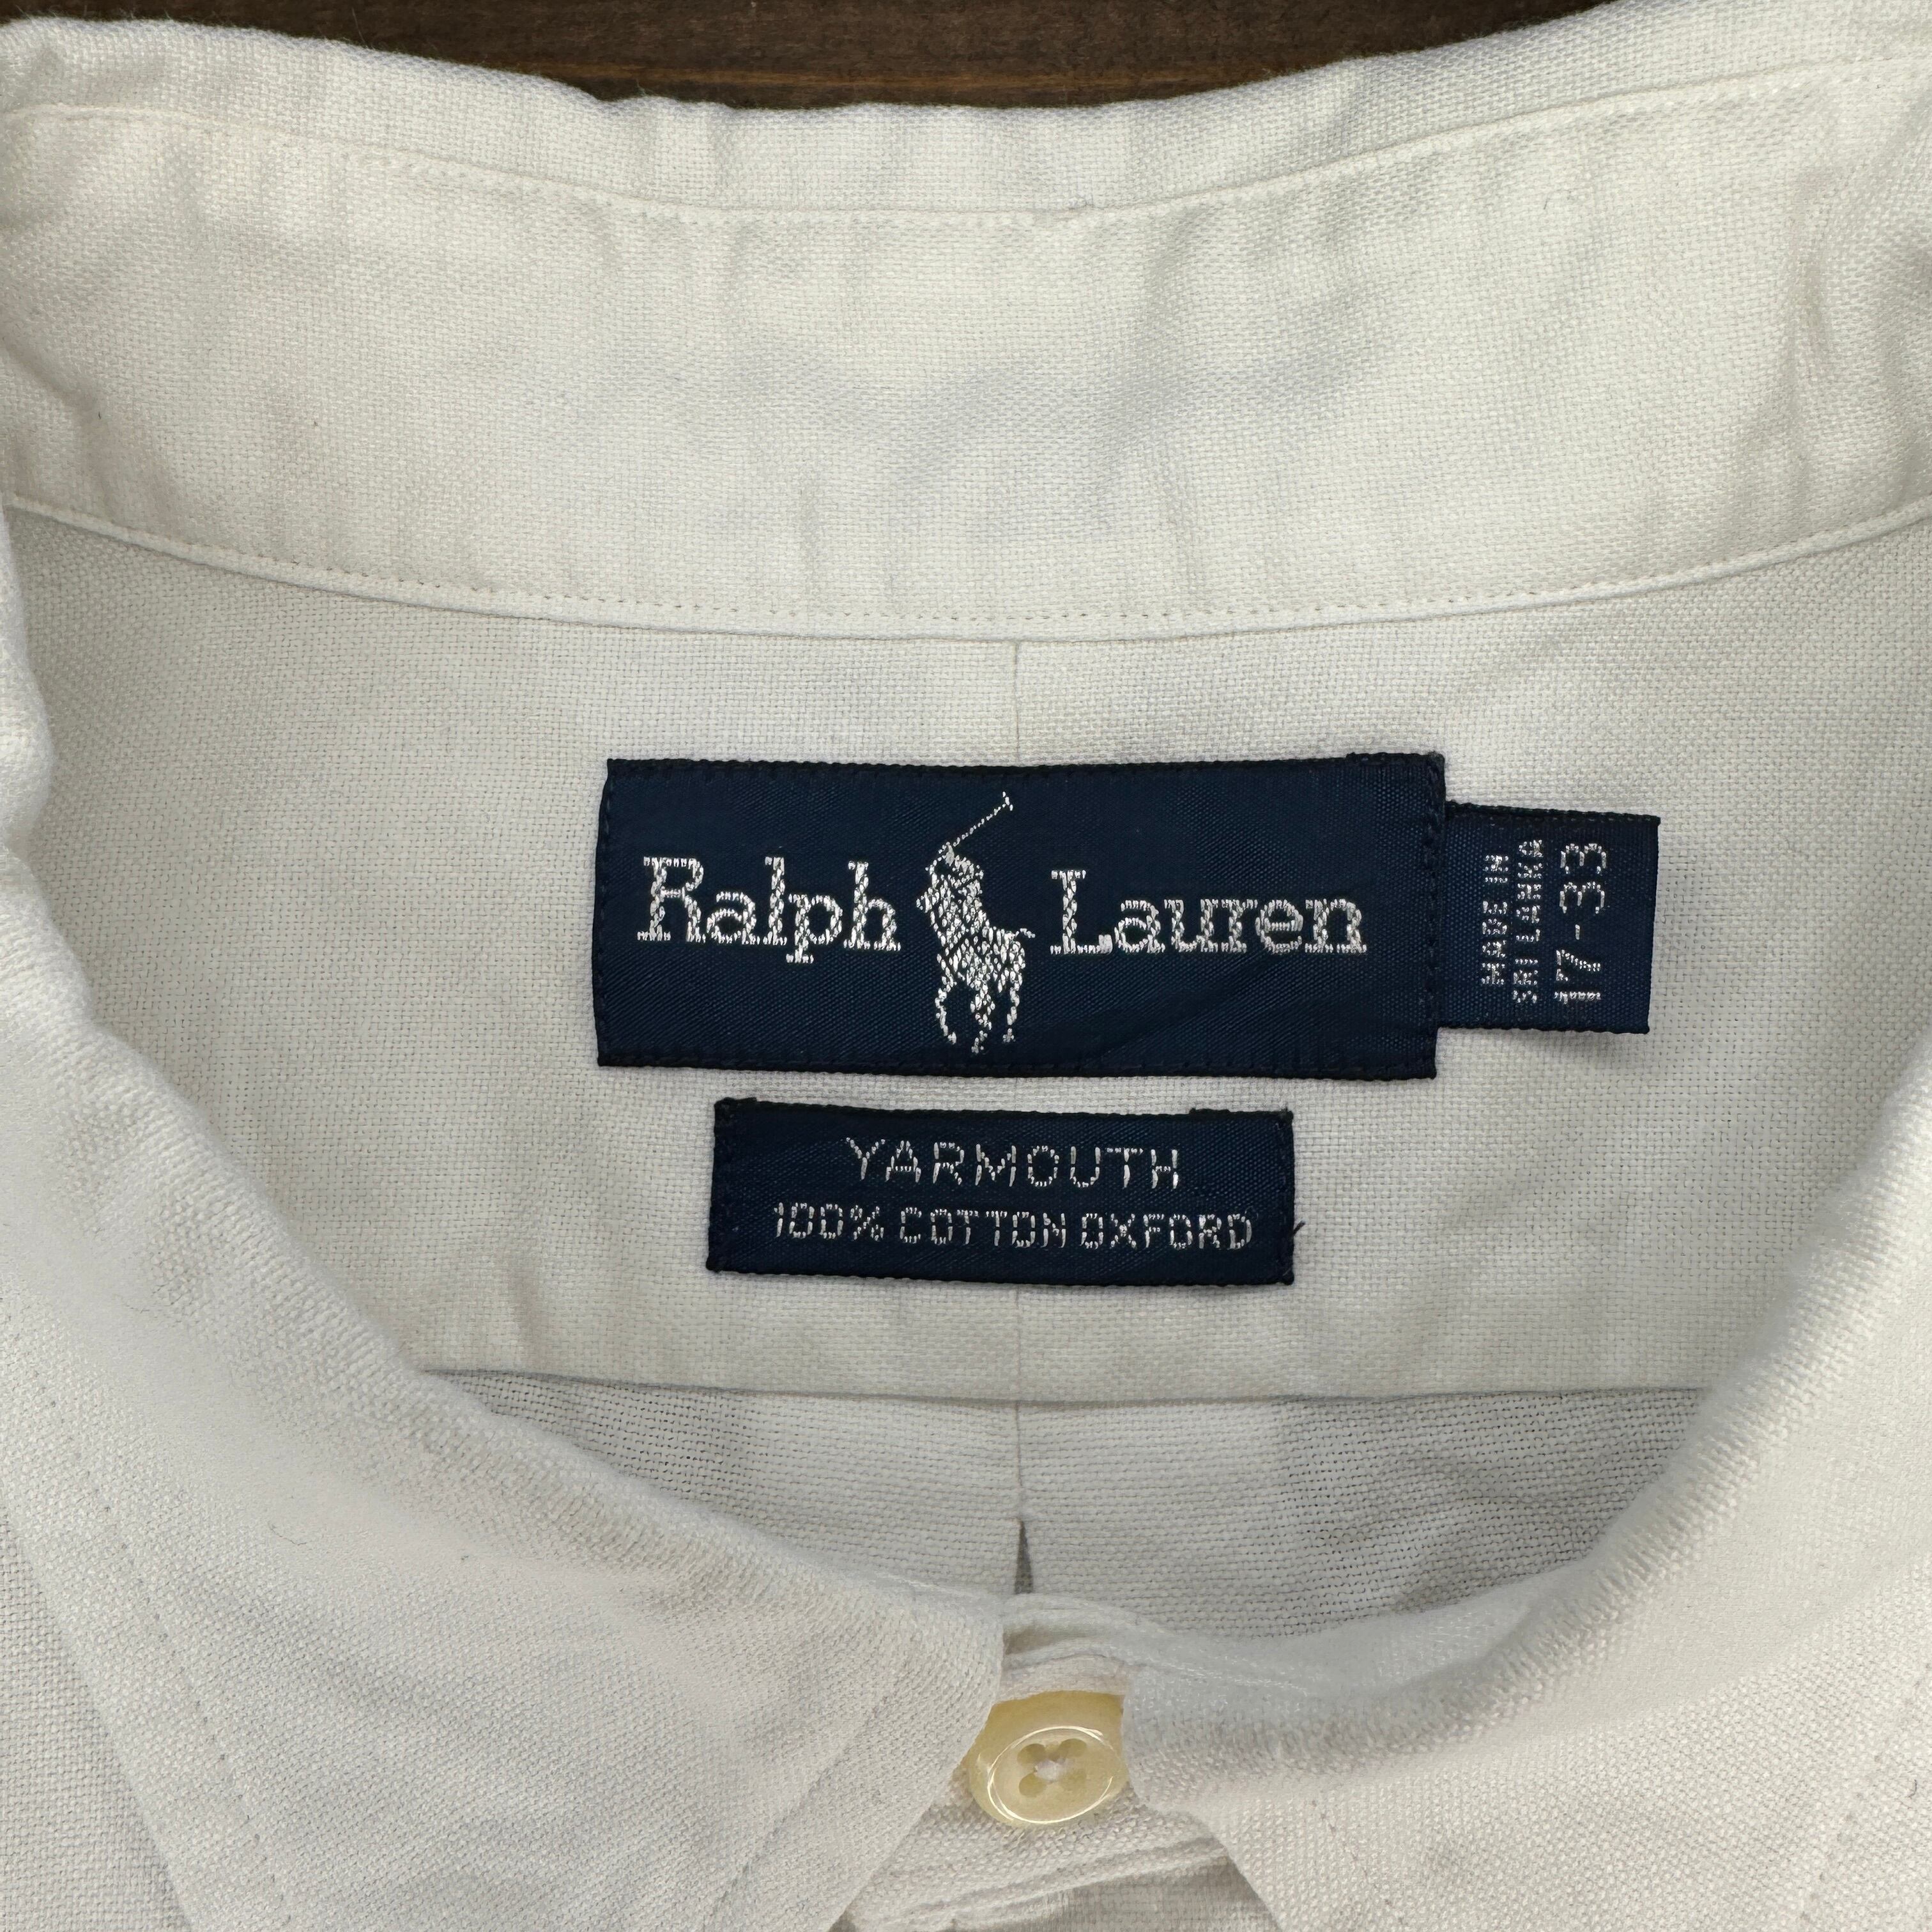 Ralph Lauren
MADE IN
SRI LANKA
17-33
YARMOUTH
100% COTTON OXFORD